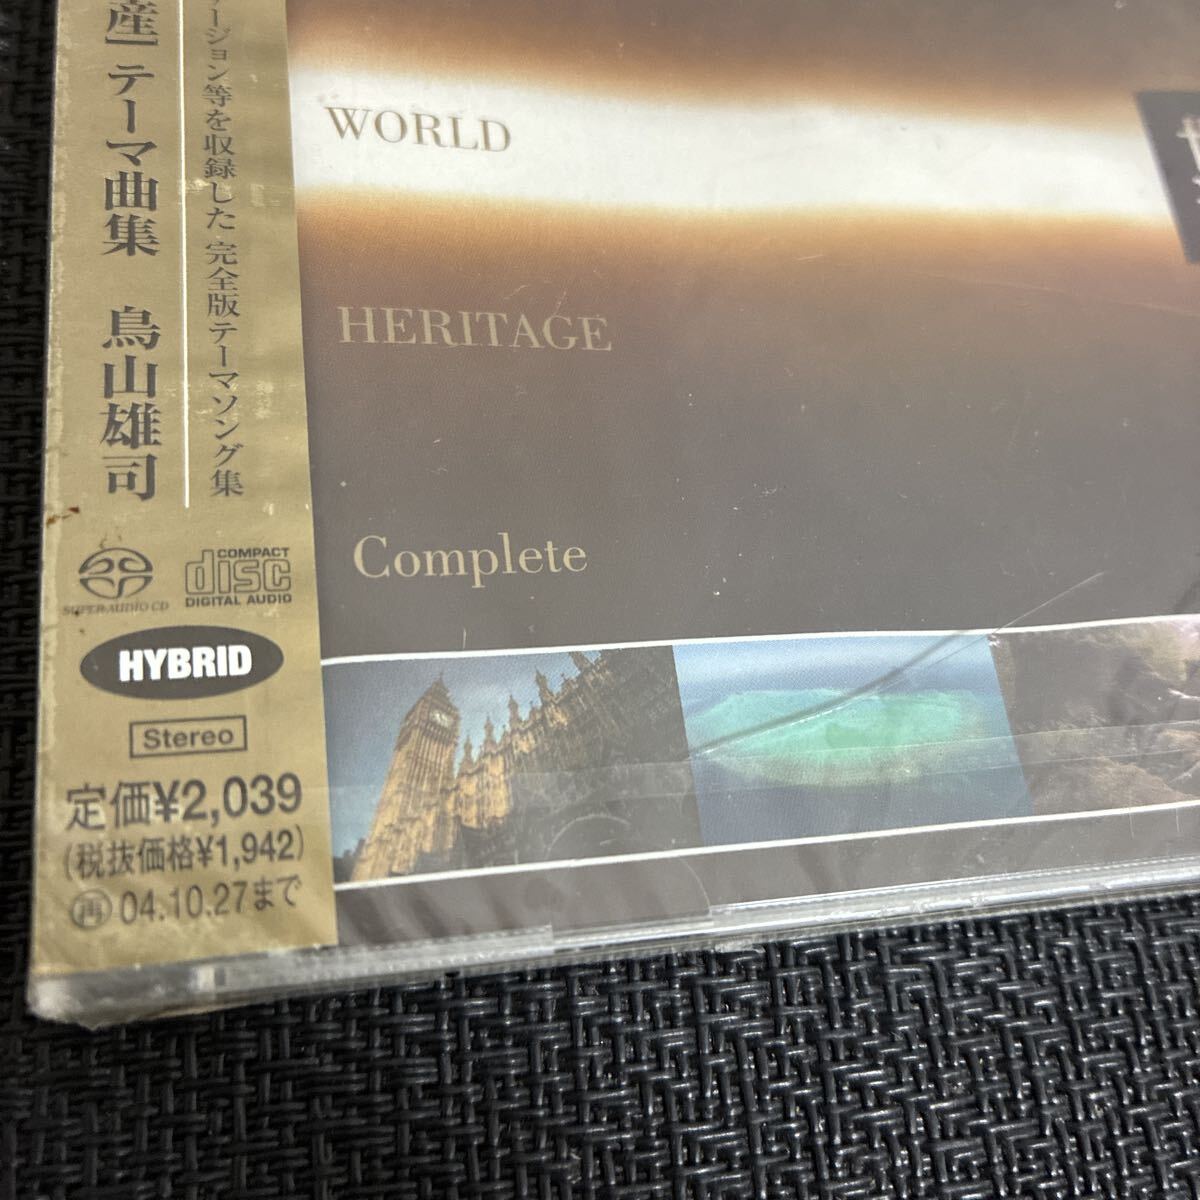 産］テーマ曲集　鳥山雄司
ージョン等を収録した 完全版テーマソング集
SUPER AUDIO CD
COMPACT
disc
DIGITAL AUDIO
HYBRID
Stereo
定価¥2,039
(税抜価格¥1,942)
再 04.10.27まで
WORLD
HERITAGE
Complete